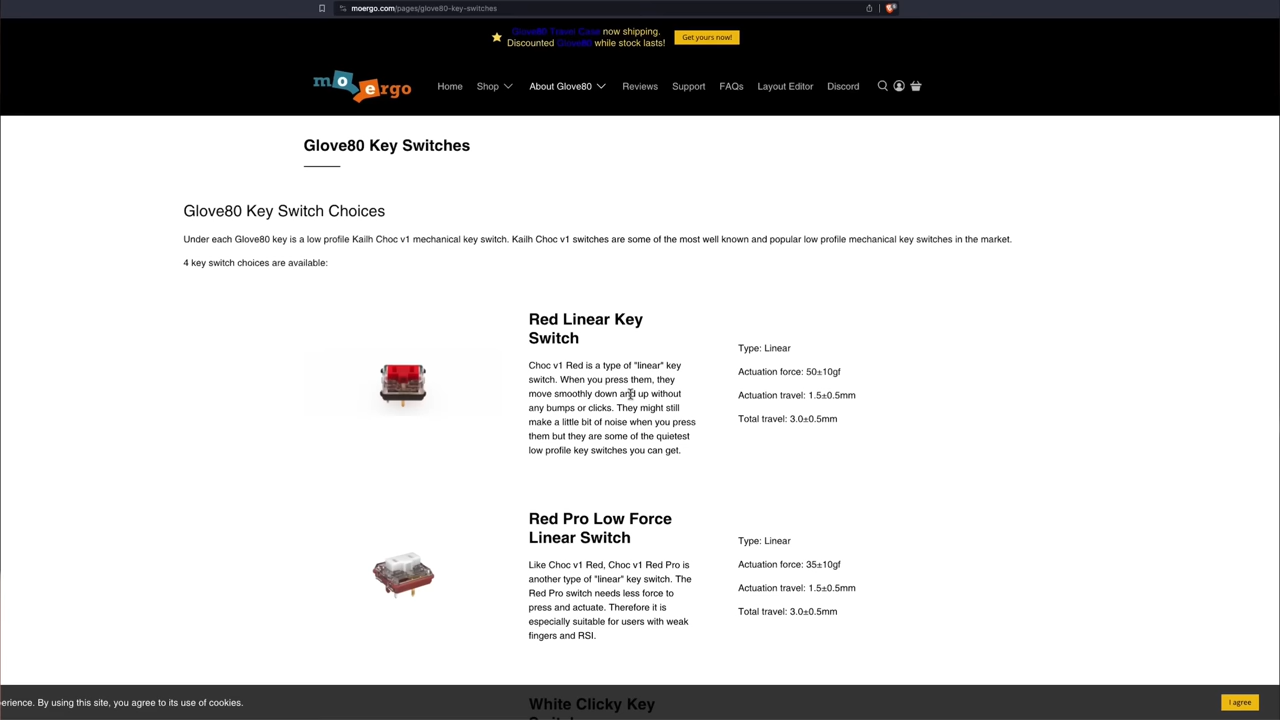 moergo.com/pages/glove80-key-switches
Glove80 Travel Case now shipping.
Discounted Glove80 while stock lasts!
Get yours now!
moergo
Home
Shop
About Glove80
Reviews
Support
FAQs
Layout Editor
Discord
Glove80 Key Switches
Glove80 Key Switch Choices
Under each Glove80 key is a low profile Kailh Choc v1 mechanical key switch. Kailh Choc v1 switches are some of the most well known and popular low profile mechanical key switches in the market.
4 key switch choices are available:
Red Linear Key
Switch
Choc v1 Red is a type of "linear" key
switch. When you press them, they
move smoothly down and up without
any bumps or clicks. They might still
make a little bit of noise when you press
them but they are some of the quietest
low profile key switches you can get.
Type: Linear
Actuation force: 50±10gf
Actuation travel: 1.5±0.5mm
Total travel: 3.0±0.5mm
Red Pro Low Force
Linear Switch
Like Choc v1 Red, Choc v1 Red Pro is
another type of "linear" key switch. The
Red Pro switch needs less force to
press and actuate. Therefore it is
especially suitable for users with weak
fingers and RSI.
Type: Linear
Actuation force: 35±10gf
Actuation travel: 1.5±0.5mm
Total travel: 3.0±0.5mm
White Clicky Key
erience. By using this site, you agree to its use of cookies.
I agree